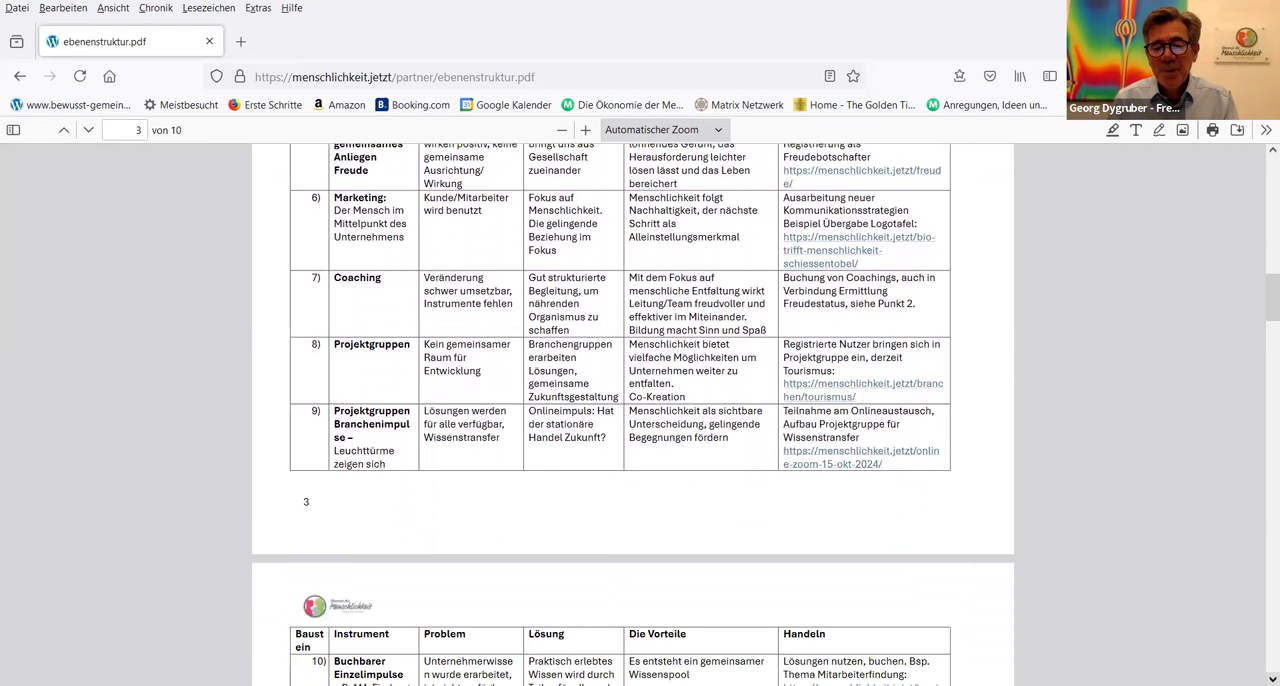 Datei Bearbeiten Ansicht Chronik Lesezeichen Extras Hilfe
ebenenstruktur.pdf
https://menschlichkeit.jetzt/partner/ebenenstruktur.pdf
www.bewusst-gemein... Meistbesucht Erste Schritte Amazon Booking.com Google Kalender Die Ökonomie der Me... Matrix Netzwerk Home - The Golden Ti... Anregungen, Ideen un...
Georg Dygruber - Fre...
Menschlichkeit
3 von 10 Automatischer Zoom
gemeinsames
Anliegen
Freude
wirken positiv, keine
gemeinsame
Ausrichtung/
Wirkung
bringt uns als
Gesellschaft
zueinander
lohnendes Gefühl, das
Herausforderung leichter
lösen lässt und das Leben
bereichert
Registrierung als
Freudebotschafter
https://menschlichkeit.jetzt/freud
e/
6)
Marketing:
Der Mensch im
Mittelpunkt des
Unternehmens
Kunde/Mitarbeiter
wird benutzt
Fokus auf
Menschlichkeit.
Die gelingende
Beziehung im
Fokus
Menschlichkeit folgt
Nachhaltigkeit, der nächste
Schritt als
Alleinstellungsmerkmal
Ausarbeitung neuer
Kommunikationsstrategien
Beispiel Übergabe Logotafel:
https://menschlichkeit.jetzt/bio-
trifft-menschlichkeit-
schiessentobel/
7)
Coaching
Veränderung
schwer umsetzbar,
Instrumente fehlen
Gut strukturierte
Begleitung, um
nährenden
Organismus zu
schaffen
Mit dem Fokus auf
menschliche Entfaltung wirkt
Leitung/Team freudvoller und
effektiver im Miteinander.
Bildung macht Sinn und Spaß
Buchung von Coachings, auch in
Verbindung Ermittlung
Freudestatus, siehe Punkt 2.
8)
Projektgruppen
Kein gemeinsamer
Raum für
Entwicklung
Branchengruppen
erarbeiten
Lösungen,
gemeinsame
Zukunftsgestaltung
Menschlichkeit bietet
vielfache Möglichkeiten um
Unternehmen weiter zu
entfalten.
Co-Kreation
Registrierte Nutzer bringen sich in
Projektgruppe ein, derzeit
Tourismus:
https://menschlichkeit.jetzt/branc
hen/tourismus/
9)
Projektgruppen
Branchenimpul
se –
Leuchttürme
zeigen sich
Lösungen werden
für alle verfügbar,
Wissenstransfer
Onlineimpuls: Hat
der stationäre
Handel Zukunft?
Menschlichkeit als sichtbare
Unterscheidung, gelingende
Begegnungen fördern
Teilnahme am Onlineaustausch,
Aufbau Projektgruppe für
Wissenstransfer
https://menschlichkeit.jetzt/onlin
e-zoom-15-okt-2024/
3
Menschlichkeit
Baust
ein
Instrument
Problem
Lösung
Die Vorteile
Handeln
10)
Buchbarer
Einzelimpulse
Unternehmerwisse
n wurde erarbeitet,
Praktisch erlebtes
Wissen wird durch
Es entsteht ein gemeinsamer
Wissenspool
Lösungen nutzen, buchen. Bsp.
Thema Mitarbeiterfindung: